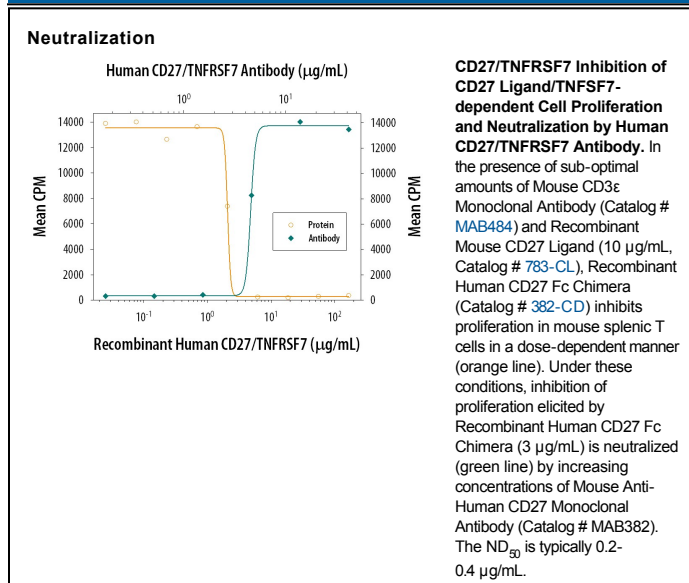 Neutralization
Human CD27/TNFRSF7 Antibody (µg/mL)
10⁰ 10¹
14000 14000
12000 12000
10000 10000
8000 8000
6000 6000
4000 4000
2000 2000
0 0
Mean CPM
Mean CPM
Protein
Antibody
10⁻¹ 10⁰ 10¹ 10²
Recombinant Human CD27/TNFRSF7 (µg/mL)
CD27/TNFRSF7 Inhibition of
CD27 Ligand/TNFSF7-
dependent Cell Proliferation
and Neutralization by Human
CD27/TNFRSF7 Antibody. In
the presence of sub-optimal
amounts of Mouse CD3ε
Monoclonal Antibody (Catalog #
MAB484) and Recombinant
Mouse CD27 Ligand (10 µg/mL,
Catalog # 783-CL), Recombinant
Human CD27 Fc Chimera
(Catalog # 382-CD) inhibits
proliferation in mouse splenic T
cells in a dose-dependent manner
(orange line). Under these
conditions, inhibition of
proliferation elicited by
Recombinant Human CD27 Fc
Chimera (3 µg/mL) is neutralized
(green line) by increasing
concentrations of Mouse Anti-
Human CD27 Monoclonal
Antibody (Catalog # MAB382).
The ND₅₀ is typically 0.2-
0.4 µg/mL.